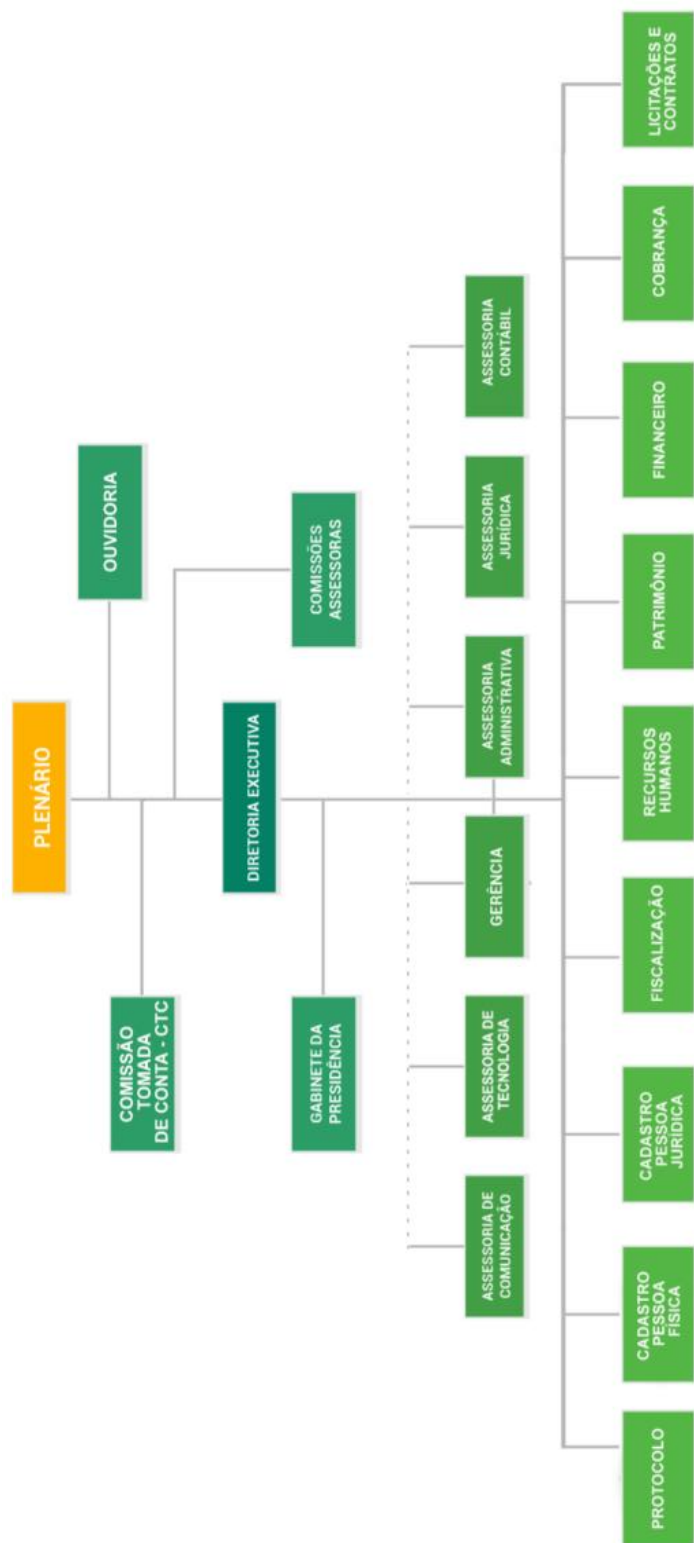 PLENÁRIO
OUVIDORIA
COMISSÃO
TOMADA
DE CONTA - CTC
COMISSÕES
ASSESSORAS
DIRETORIA EXECUTIVA
GABINETE DA
PRESIDÊNCIA
ASSESSORIA DE
COMUNICAÇÃO
ASSESSORIA DE
TECNOLOGIA
GERÊNCIA
ASSESSORIA
ADMINISTRATIVA
ASSESSORIA
JURÍDICA
ASSESSORIA
CONTÁBIL
PROTOCOLO
CADASTRO
PESSOA
FÍSICA
CADASTRO
PESSOA
JURÍDICA
FISCALIZAÇÃO
RECURSOS
HUMANOS
PATRIMÔNIO
FINANCEIRO
COBRANÇA
LICITAÇÕES E
CONTRATOS